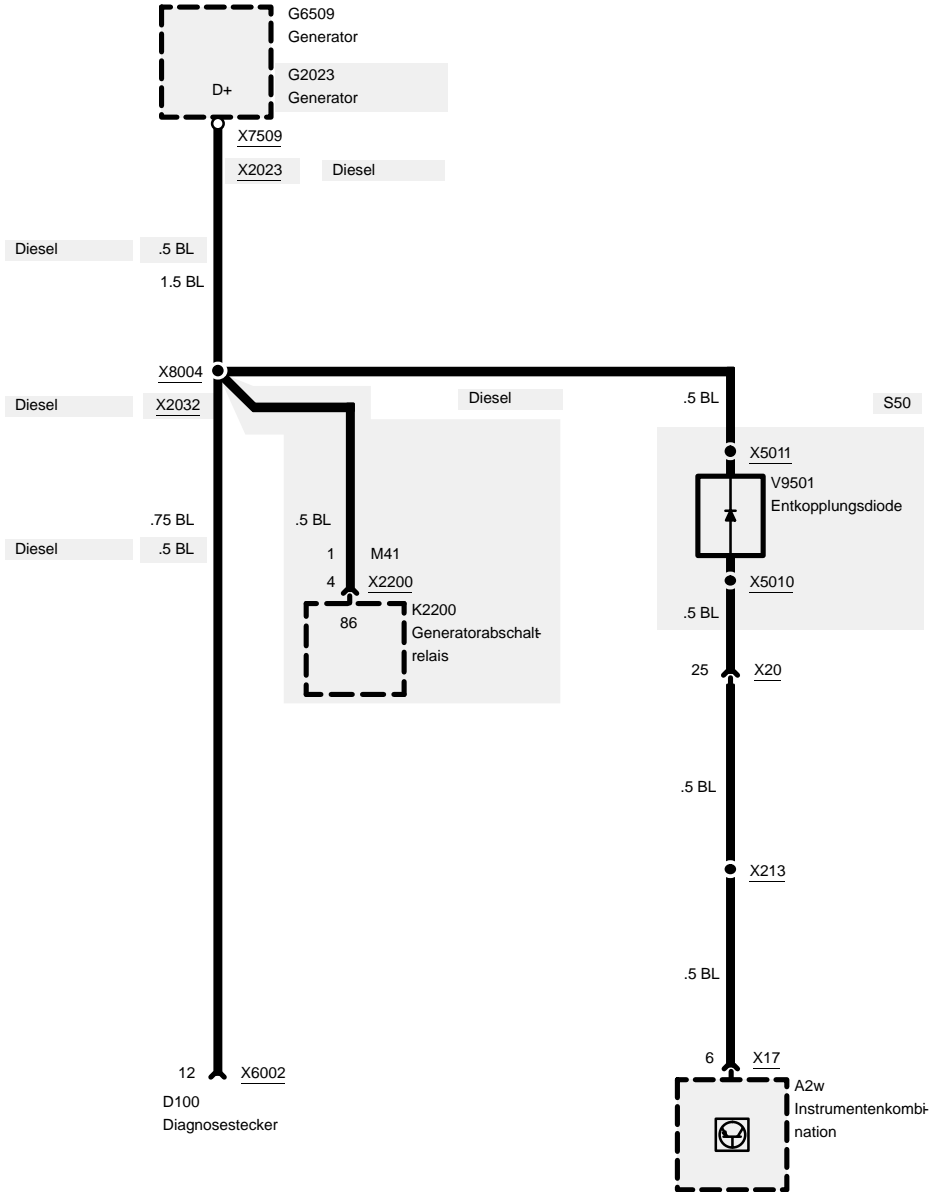 G6509
Generator
G2023
Generator
D+
X7509
X2023
Diesel
Diesel
.5 BL
1.5 BL
X8004
Diesel
X2032
Diesel
.5 BL
S50
X5011
V9501
Entkopplungsdiode
.75 BL
Diesel
.5 BL
.5 BL
1
M41
4
X2200
K2200
Generatorabschalt-
relais
86
X5010
.5 BL
25
X20
.5 BL
X213
.5 BL
12
X6002
D100
Diagnosestecker
6
X17
A2w
Instrumentenkombi-
nation